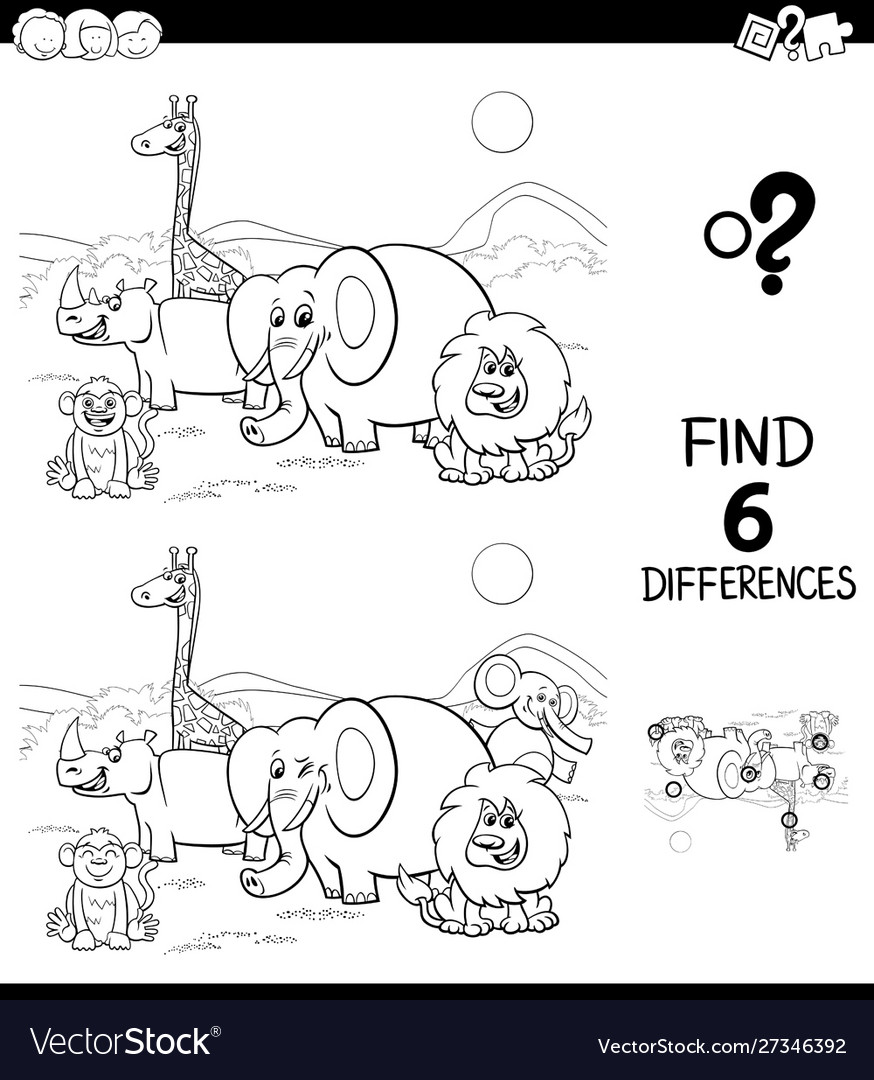 ?
?
FIND
6
DIFFERENCES
VectorStock®
VectorStock.com/27346392